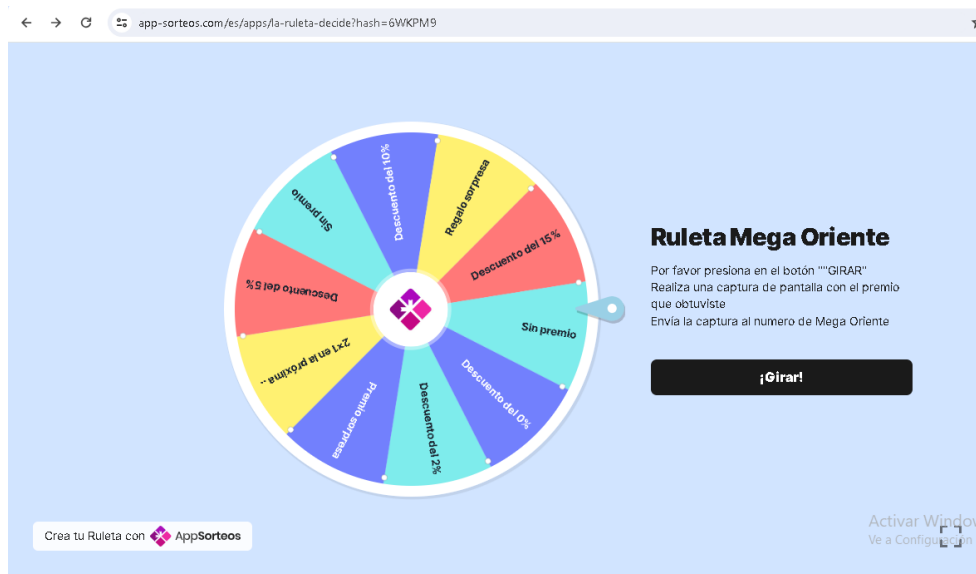 app-sorteos.com/es/apps/la-ruleta-decide?hash=6WKPM9
Descuento del 10%
Regalo sorpresa
Descuento del 15%
Sin premio
Descuento del 0%
Descuento del 2%
Premio sorpresa
2x1 en la próxima ...
Descuento del 5%
Sin premio
Ruleta Mega Oriente
Por favor presiona en el botón ""GIRAR"
Realiza una captura de pantalla con el premio
que obtuviste
Envía la captura al numero de Mega Oriente
¡Girar!
Crea tu Ruleta con AppSorteos
Activar Window
Ve a Configuración